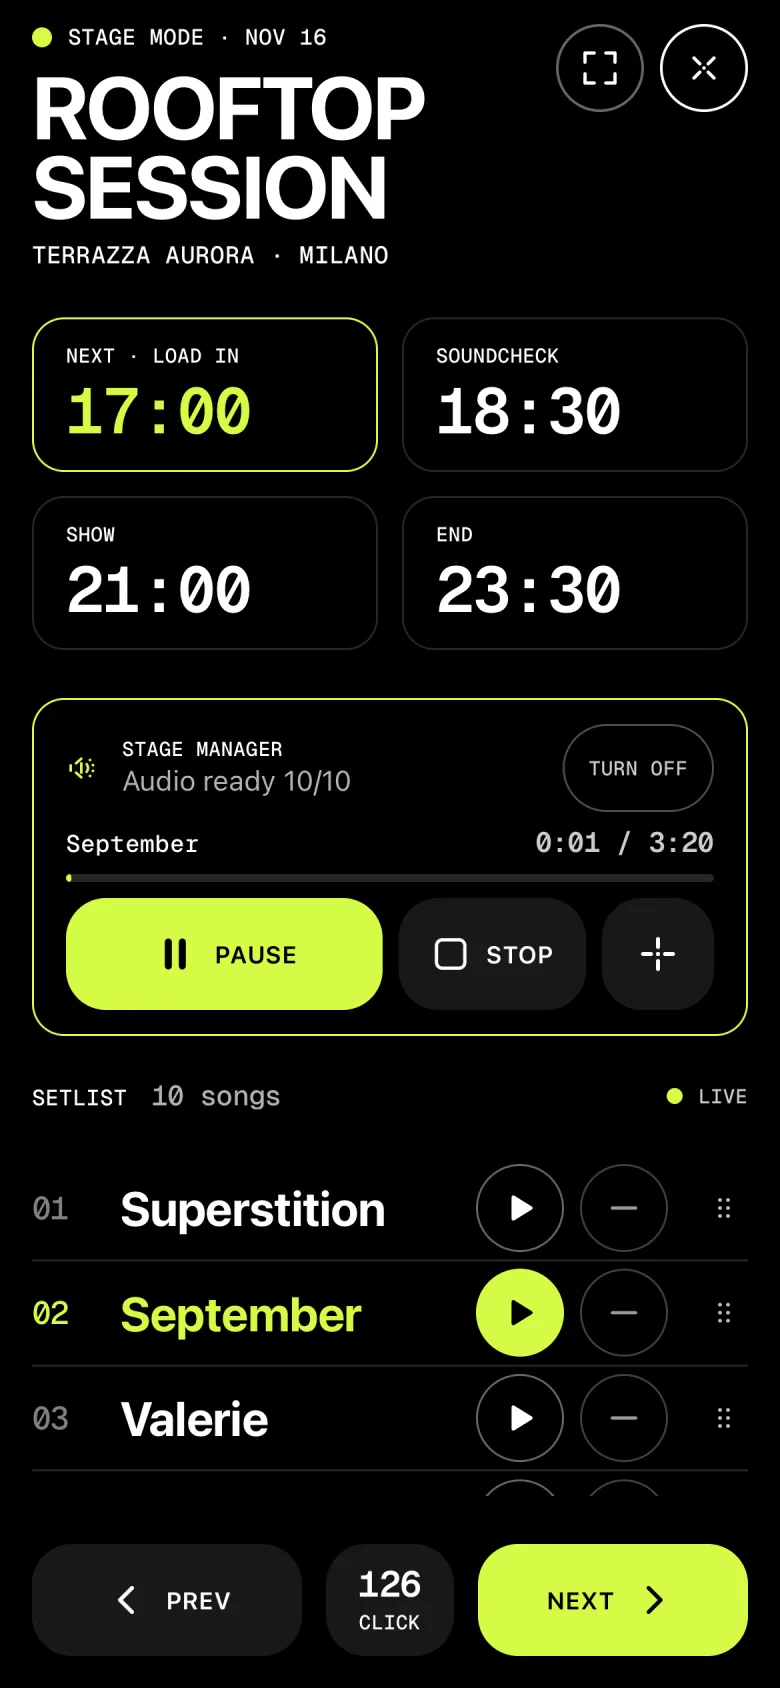 STAGE MODE · NOV 16
ROOFTOP
SESSION
TERRAZZA AURORA · MILANO
NEXT · LOAD IN
17:00
SOUNDCHECK
18:30
SHOW
21:00
END
23:30
STAGE MANAGER
Audio ready 10/10
TURN OFF
September
0:01 / 3:20
PAUSE
STOP
SETLIST 10 songs
LIVE
01 Superstition
02 September
03 Valerie
PREV
126
CLICK
NEXT